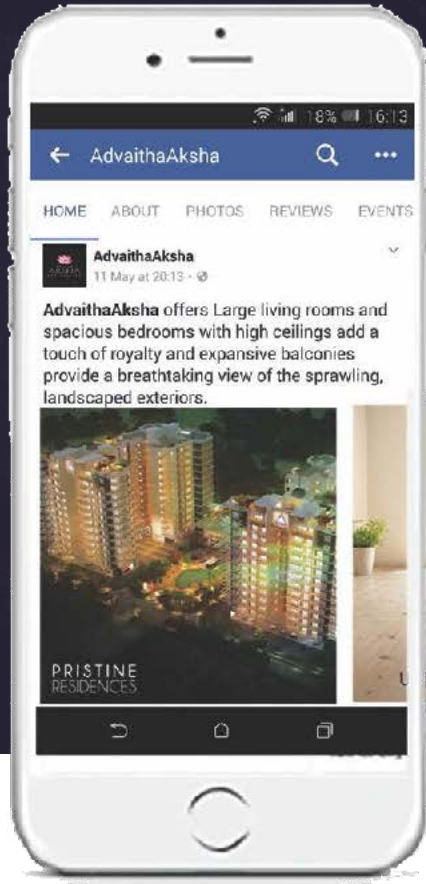 18% 16:13
AdvaithaAksha
HOME ABOUT PHOTOS REVIEWS EVENTS
AdvaithaAksha
11 May at 20:13
AdvaithaAksha offers Large living rooms and
spacious bedrooms with high ceilings add a
touch of royalty and expansive balconies
provide a breathtaking view of the sprawling,
landscaped exteriors.
PRISTINE
RESIDENCES
U